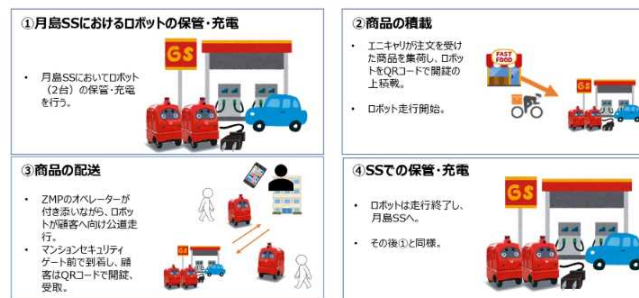 ①月島SSにおけるロボットの保管・充電
• 月島SSにおいてロボット
（2台）の保管・充電
を行う。
GS
②商品の積載
• エニキャリが注文を受け
た商品を集荷し、ロボッ
トをQRコードで開錠の
上積載。
• ロボット走行開始。
FAST
FOOD
GS
③商品の配送
• ZMPのオペレーターが
付き添いながら、ロボッ
トが顧客へ向け公道走
行。
• マンションセキュリティ
ゲート前で到着し、顧
客はQRコードで開錠、
受取。
GS
④SSでの保管・充電
• ロボットは走行終了し、
月島SSへ。
• その後①と同様。
GS